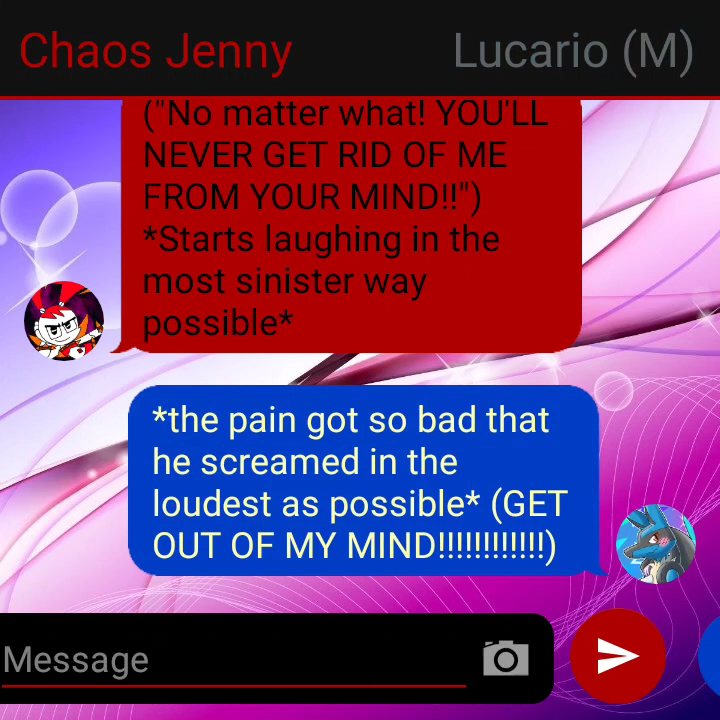 Chaos Jenny
Lucario (M)
("No matter what! YOU'LL
NEVER GET RID OF ME
FROM YOUR MIND!!")
*Starts laughing in the
most sinister way
possible*
*the pain got so bad that
he screamed in the
loudest as possible* (GET
OUT OF MY MIND!!!!!!!!!!!!)
Message